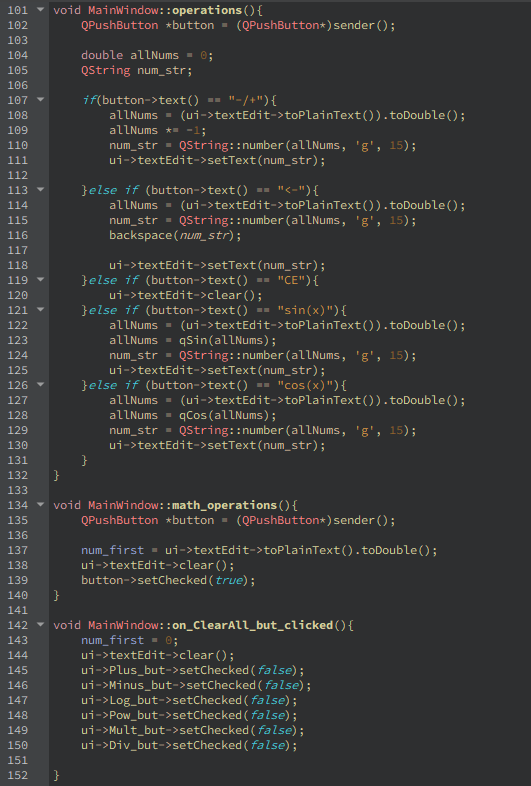 101 void MainWindow::operations(){
102     QPushButton *button = (QPushButton*)sender();
103
104     double allNums = 0;
105     QString num_str;
106
107     if(button->text() == "-/+"){
108         allNums = (ui->textEdit->toPlainText()).toDouble();
109         allNums *= -1;
110         num_str = QString::number(allNums, 'g', 15);
111         ui->textEdit->setText(num_str);
112
113     }else if (button->text() == "<-"){
114         allNums = (ui->textEdit->toPlainText()).toDouble();
115         num_str = QString::number(allNums, 'g', 15);
116         backspace(num_str);
117
118         ui->textEdit->setText(num_str);
119     }else if (button->text() == "CE"){
120         ui->textEdit->clear();
121     }else if (button->text() == "sin(x)"){
122         allNums = (ui->textEdit->toPlainText()).toDouble();
123         allNums = qSin(allNums);
124         num_str = QString::number(allNums, 'g', 15);
125         ui->textEdit->setText(num_str);
126     }else if (button->text() == "cos(x)"){
127         allNums = (ui->textEdit->toPlainText()).toDouble();
128         allNums = qCos(allNums);
129         num_str = QString::number(allNums, 'g', 15);
130         ui->textEdit->setText(num_str);
131     }
132 }
133
134 void MainWindow::math_operations(){
135     QPushButton *button = (QPushButton*)sender();
136
137     num_first = ui->textEdit->toPlainText().toDouble();
138     ui->textEdit->clear();
139     button->setChecked(true);
140 }
141
142 void MainWindow::on_ClearAll_but_clicked(){
143     num_first = 0;
144     ui->textEdit->clear();
145     ui->Plus_but->setChecked(false);
146     ui->Minus_but->setChecked(false);
147     ui->Log_but->setChecked(false);
148     ui->Pow_but->setChecked(false);
149     ui->Mult_but->setChecked(false);
150     ui->Div_but->setChecked(false);
151
152 }